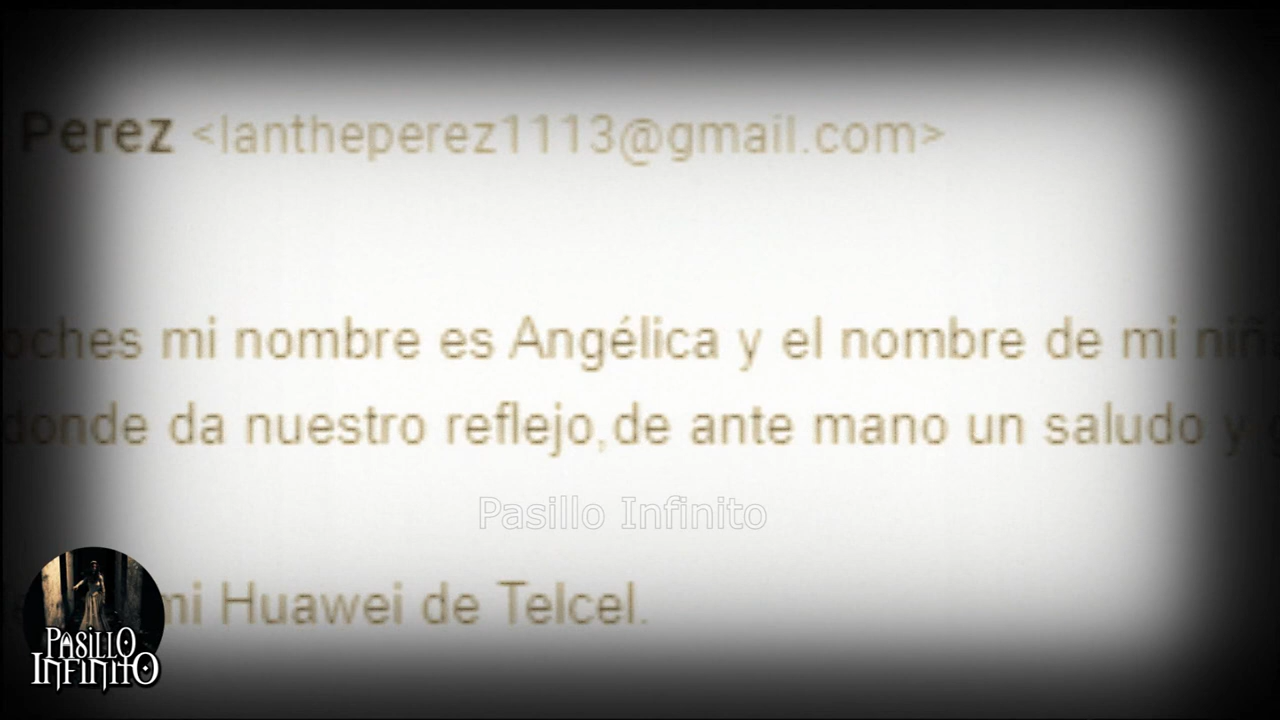 Perez <lantheperez1113@gmail.com>
oches mi nombre es Angélica y el nombre de mi niñ
donde da nuestro reflejo,de ante mano un saludo y
Pasillo Infinito
mi Huawei de Telcel.
PASILLO
INFINITO